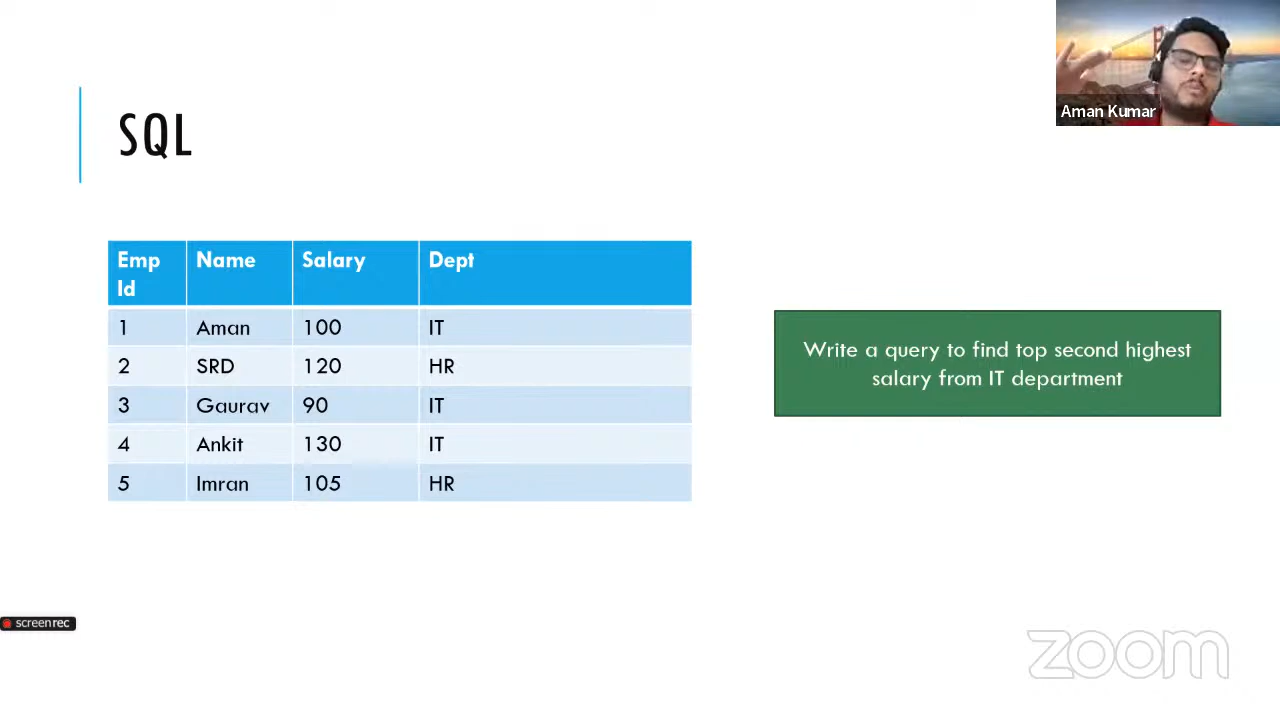 Aman Kumar
SQL
Emp Id Name Salary Dept
1 Aman 100 IT
2 SRD 120 HR
3 Gaurav 90 IT
4 Ankit 130 IT
5 Imran 105 HR
Write a query to find top second highest
salary from IT department
screenrec
zoom